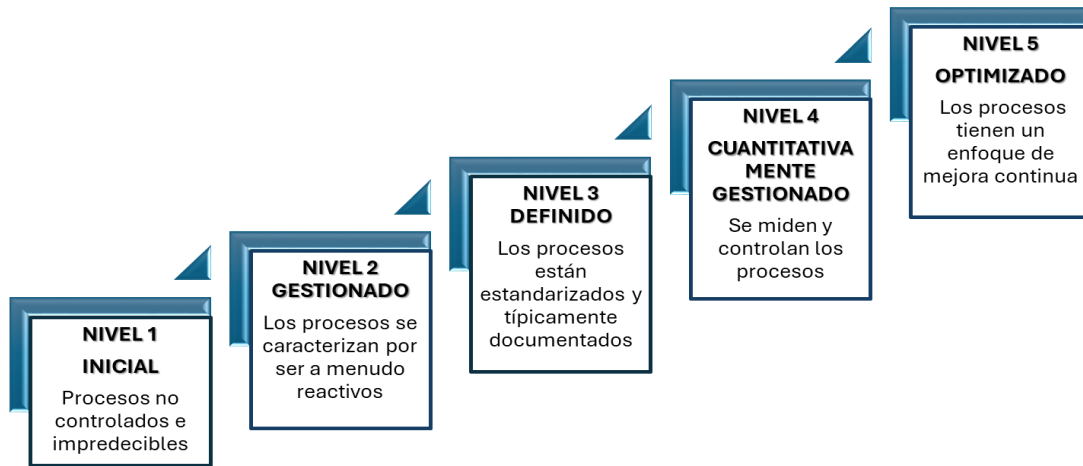 NIVEL 1
INICIAL
Procesos no
controlados e
impredecibles
NIVEL 2
GESTIONADO
Los procesos se
caracterizan por
ser a menudo
reactivos
NIVEL 3
DEFINIDO
Los procesos
están
estandarizados y
típicamente
documentados
NIVEL 4
CUANTITATIVA
MENTE
GESTIONADO
Se miden y
controlan los
procesos
NIVEL 5
OPTIMIZADO
Los procesos
tienen un
enfoque de
mejora continua